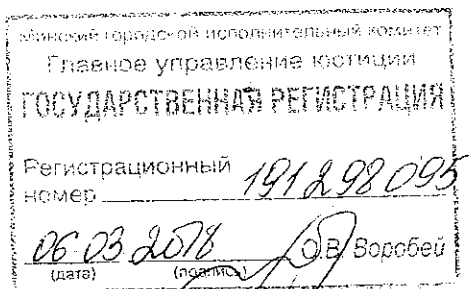 Минский городской исполнительный комитет
Главное управление юстиции
ГОСУДАРСТВЕННАЯ РЕГИСТРАЦИЯ
Регистрационный
номер 191298095
06 03 2018 О.В. Воробей
(дата) (подпись)